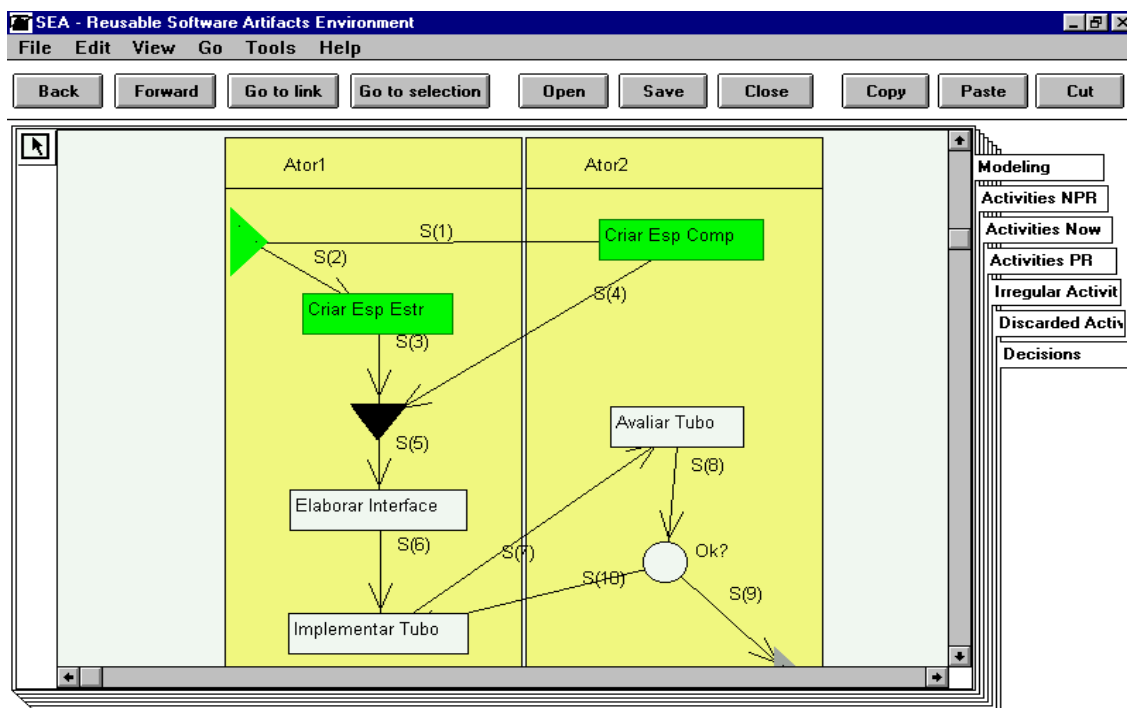 SEA - Reusable Software Artifacts Environment
File Edit View Go Tools Help
Back Forward Go to link Go to selection Open Save Close Copy Paste Cut
Modeling
Activities NPR
Activities Now
Activities PR
Irregular Activit
Discarded Activ
Decisions
Ator1 Ator2
S(1)
Criar Esp Comp
S(2)
Criar Esp Estr
S(4)
S(3)
Avaliar Tubo
S(5)
S(8)
Elaborar Interface
S(6)
S(7)
Ok?
S(10)
S(9)
Implementar Tubo